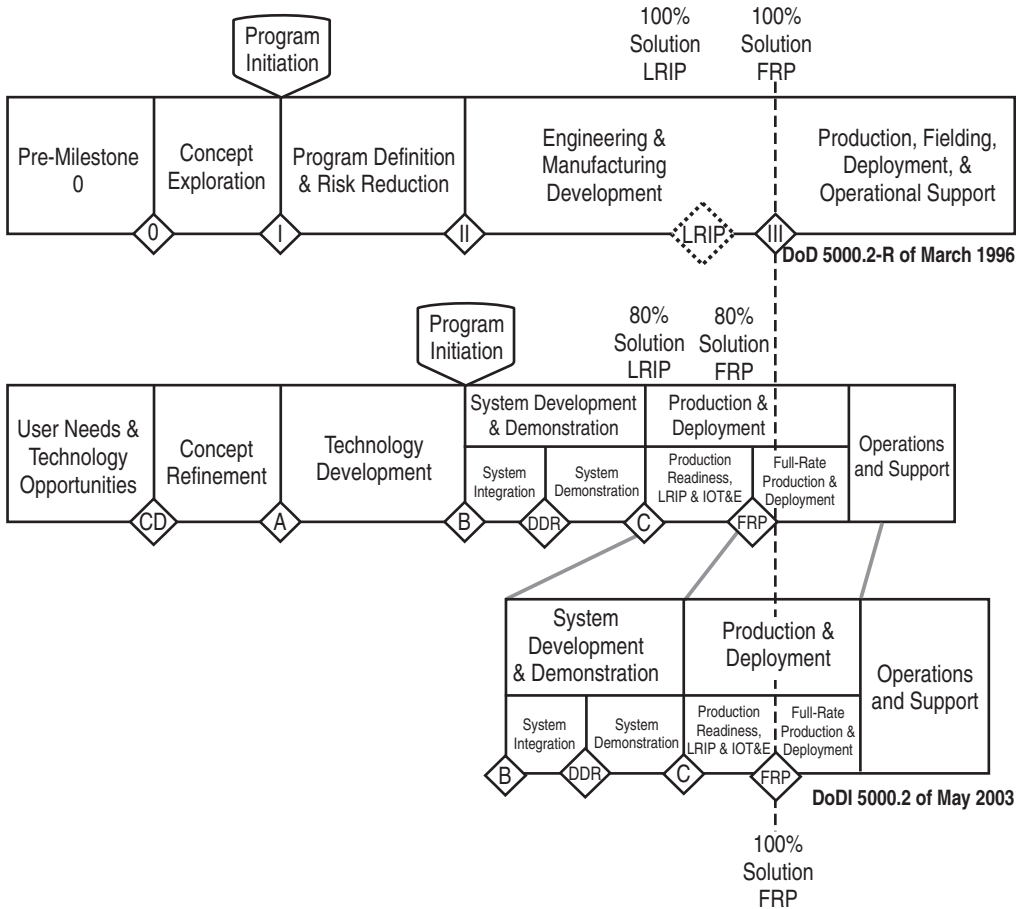 Program
Initiation
100%
Solution
LRIP
100%
Solution
FRP
Pre-Milestone
0
Concept
Exploration
Program Definition
& Risk Reduction
Engineering &
Manufacturing
Development
Production, Fielding,
Deployment, &
Operational Support
0
I
II
LRIP
III
DoD 5000.2-R of March 1996
Program
Initiation
80%
Solution
LRIP
80%
Solution
FRP
User Needs &
Technology
Opportunities
Concept
Refinement
Technology
Development
System Development
& Demonstration
System
Integration
System
Demonstration
Production &
Deployment
Production
Readiness,
LRIP & IOT&E
Full-Rate
Production &
Deployment
Operations
and Support
CD
A
B
DDR
C
FRP
System
Development
& Demonstration
System
Integration
System
Demonstration
Production &
Deployment
Production
Readiness,
LRIP & IOT&E
Full-Rate
Production &
Deployment
Operations
and Support
B
DDR
C
FRP
DoDI 5000.2 of May 2003
100%
Solution
FRP